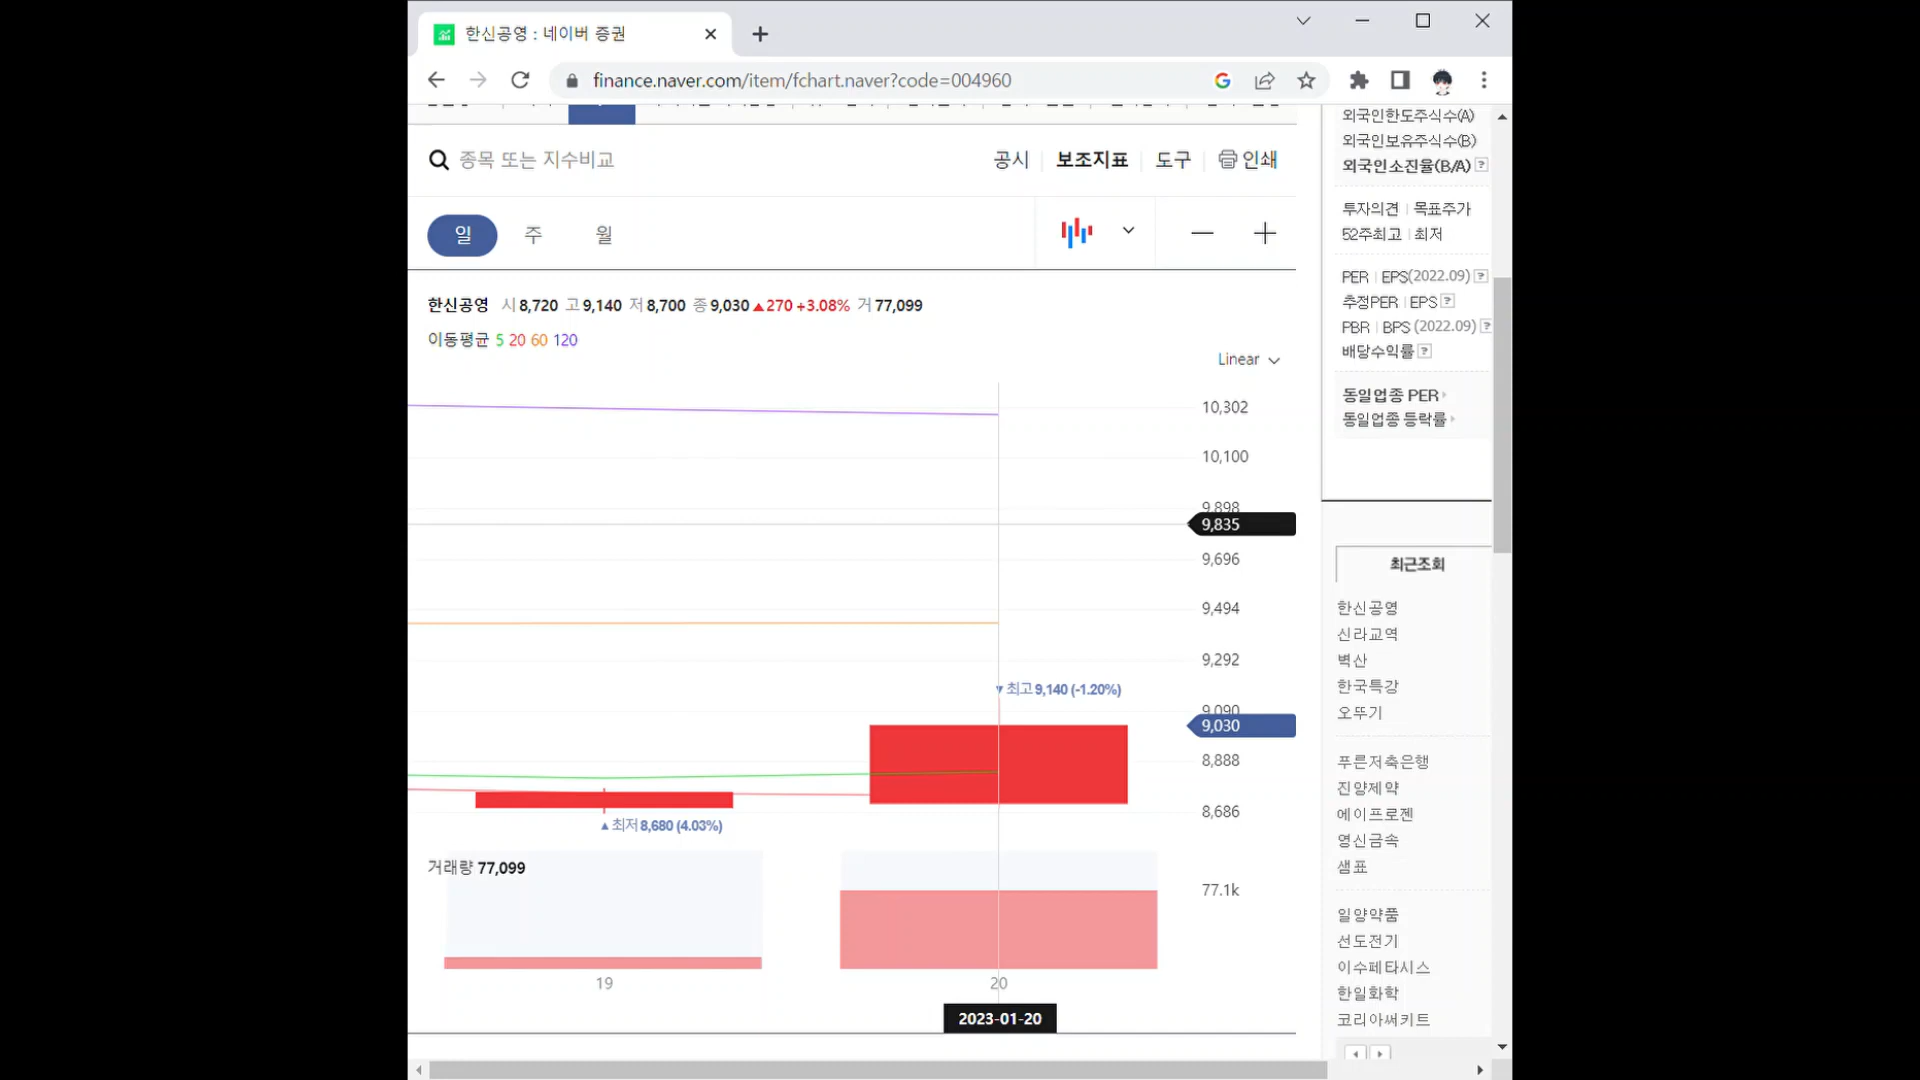 한신공영 : 네이버 증권
finance.naver.com/item/fchart.naver?code=004960
종목 또는 지수비교
공시 보조지표 도구 인쇄
일 주 월
한신공영 시 8,720 고 9,140 저 8,700 종 9,030 ▲270 +3.08% 거 77,099
이동평균 5 20 60 120
Linear
10,302
10,100
9,898
9,835
9,696
9,494
9,292
▼최고 9,140 (-1.20%)
9,090
9,030
8,888
8,686
▲최저 8,680 (4.03%)
거래량 77,099
77.1k
19
20
2023-01-20
외국인한도주식수(A)
외국인보유주식수(B)
외국인소진율(B/A) ?
투자의견 | 목표주가
52주최고 | 최저
PER | EPS(2022.09) ?
추정PER | EPS ?
PBR | BPS (2022.09) ?
배당수익률 ?
동일업종 PER
동일업종 등락률
최근조회
한신공영
신라교역
벽산
한국특강
오뚜기
푸른저축은행
진양제약
에이프로젠
영신금속
샘표
일양약품
선도전기
이수페타시스
한일화학
코리아써키트